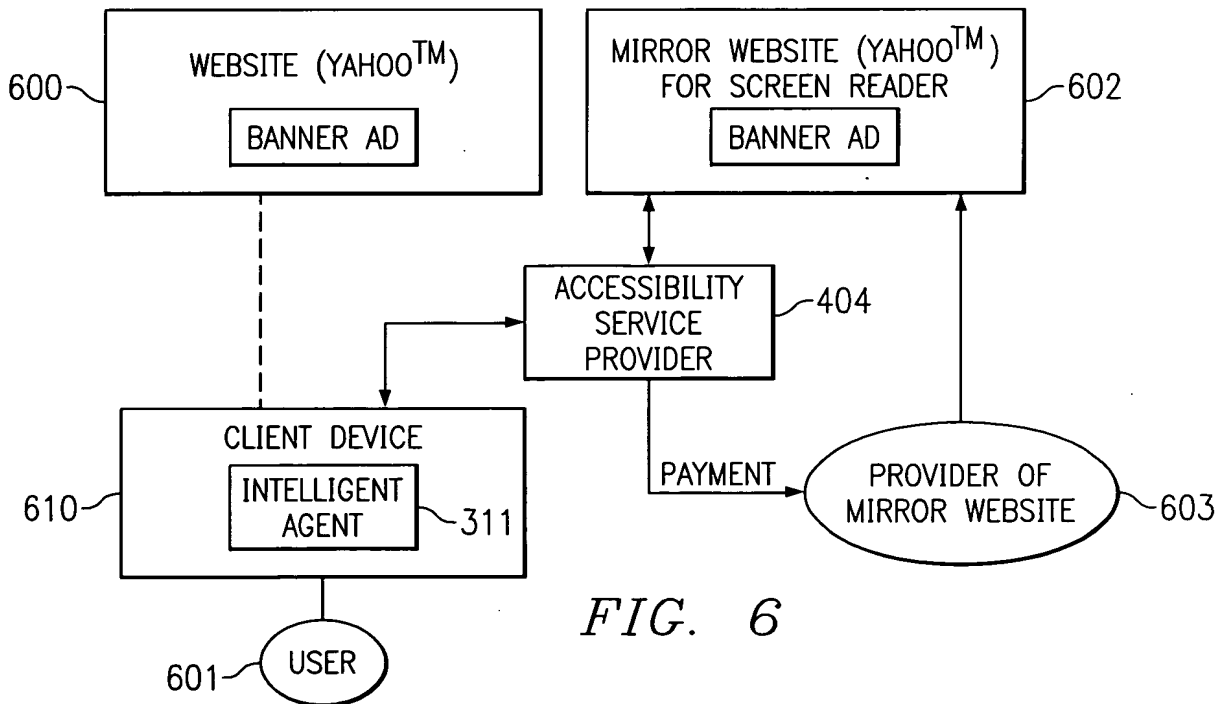 WEBSITE (YAHOO™)
600
BANNER AD
MIRROR WEBSITE (YAHOO™)
FOR SCREEN READER
602
BANNER AD
ACCESSIBILITY
SERVICE
PROVIDER
404
CLIENT DEVICE
610
INTELLIGENT
AGENT
311
PAYMENT
PROVIDER OF
MIRROR WEBSITE
603
FIG. 6
601
USER